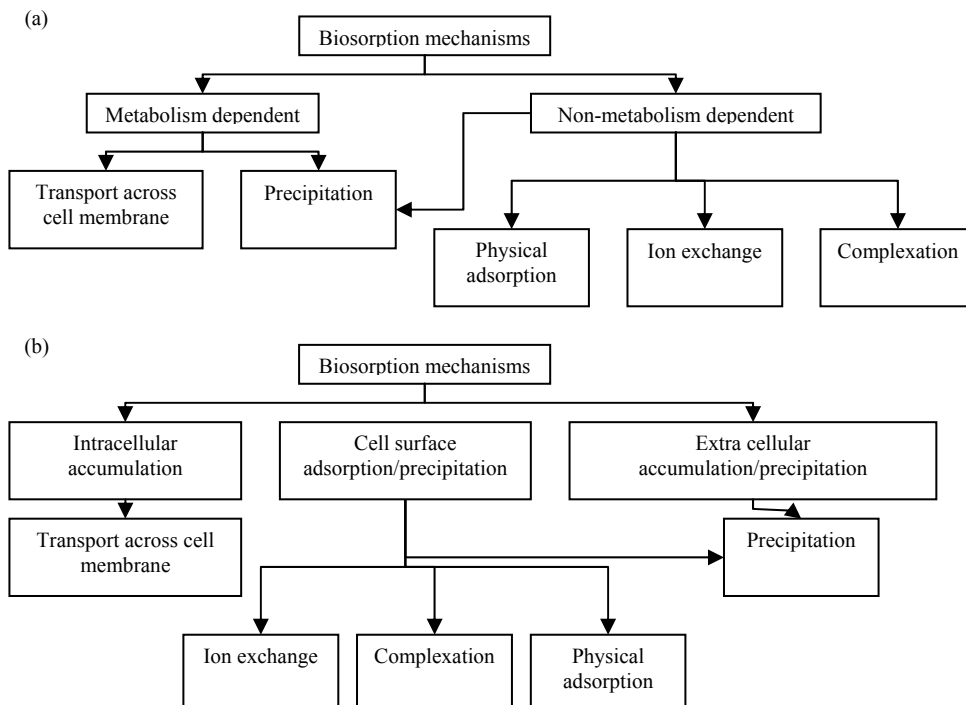 (a)
Biosorption mechanisms
Metabolism dependent
Non-metabolism dependent
Transport across
cell membrane
Precipitation
Physical
adsorption
Ion exchange
Complexation
(b)
Biosorption mechanisms
Intracellular
accumulation
Cell surface
adsorption/precipitation
Extra cellular
accumulation/precipitation
Transport across cell
membrane
Precipitation
Ion exchange
Complexation
Physical
adsorption